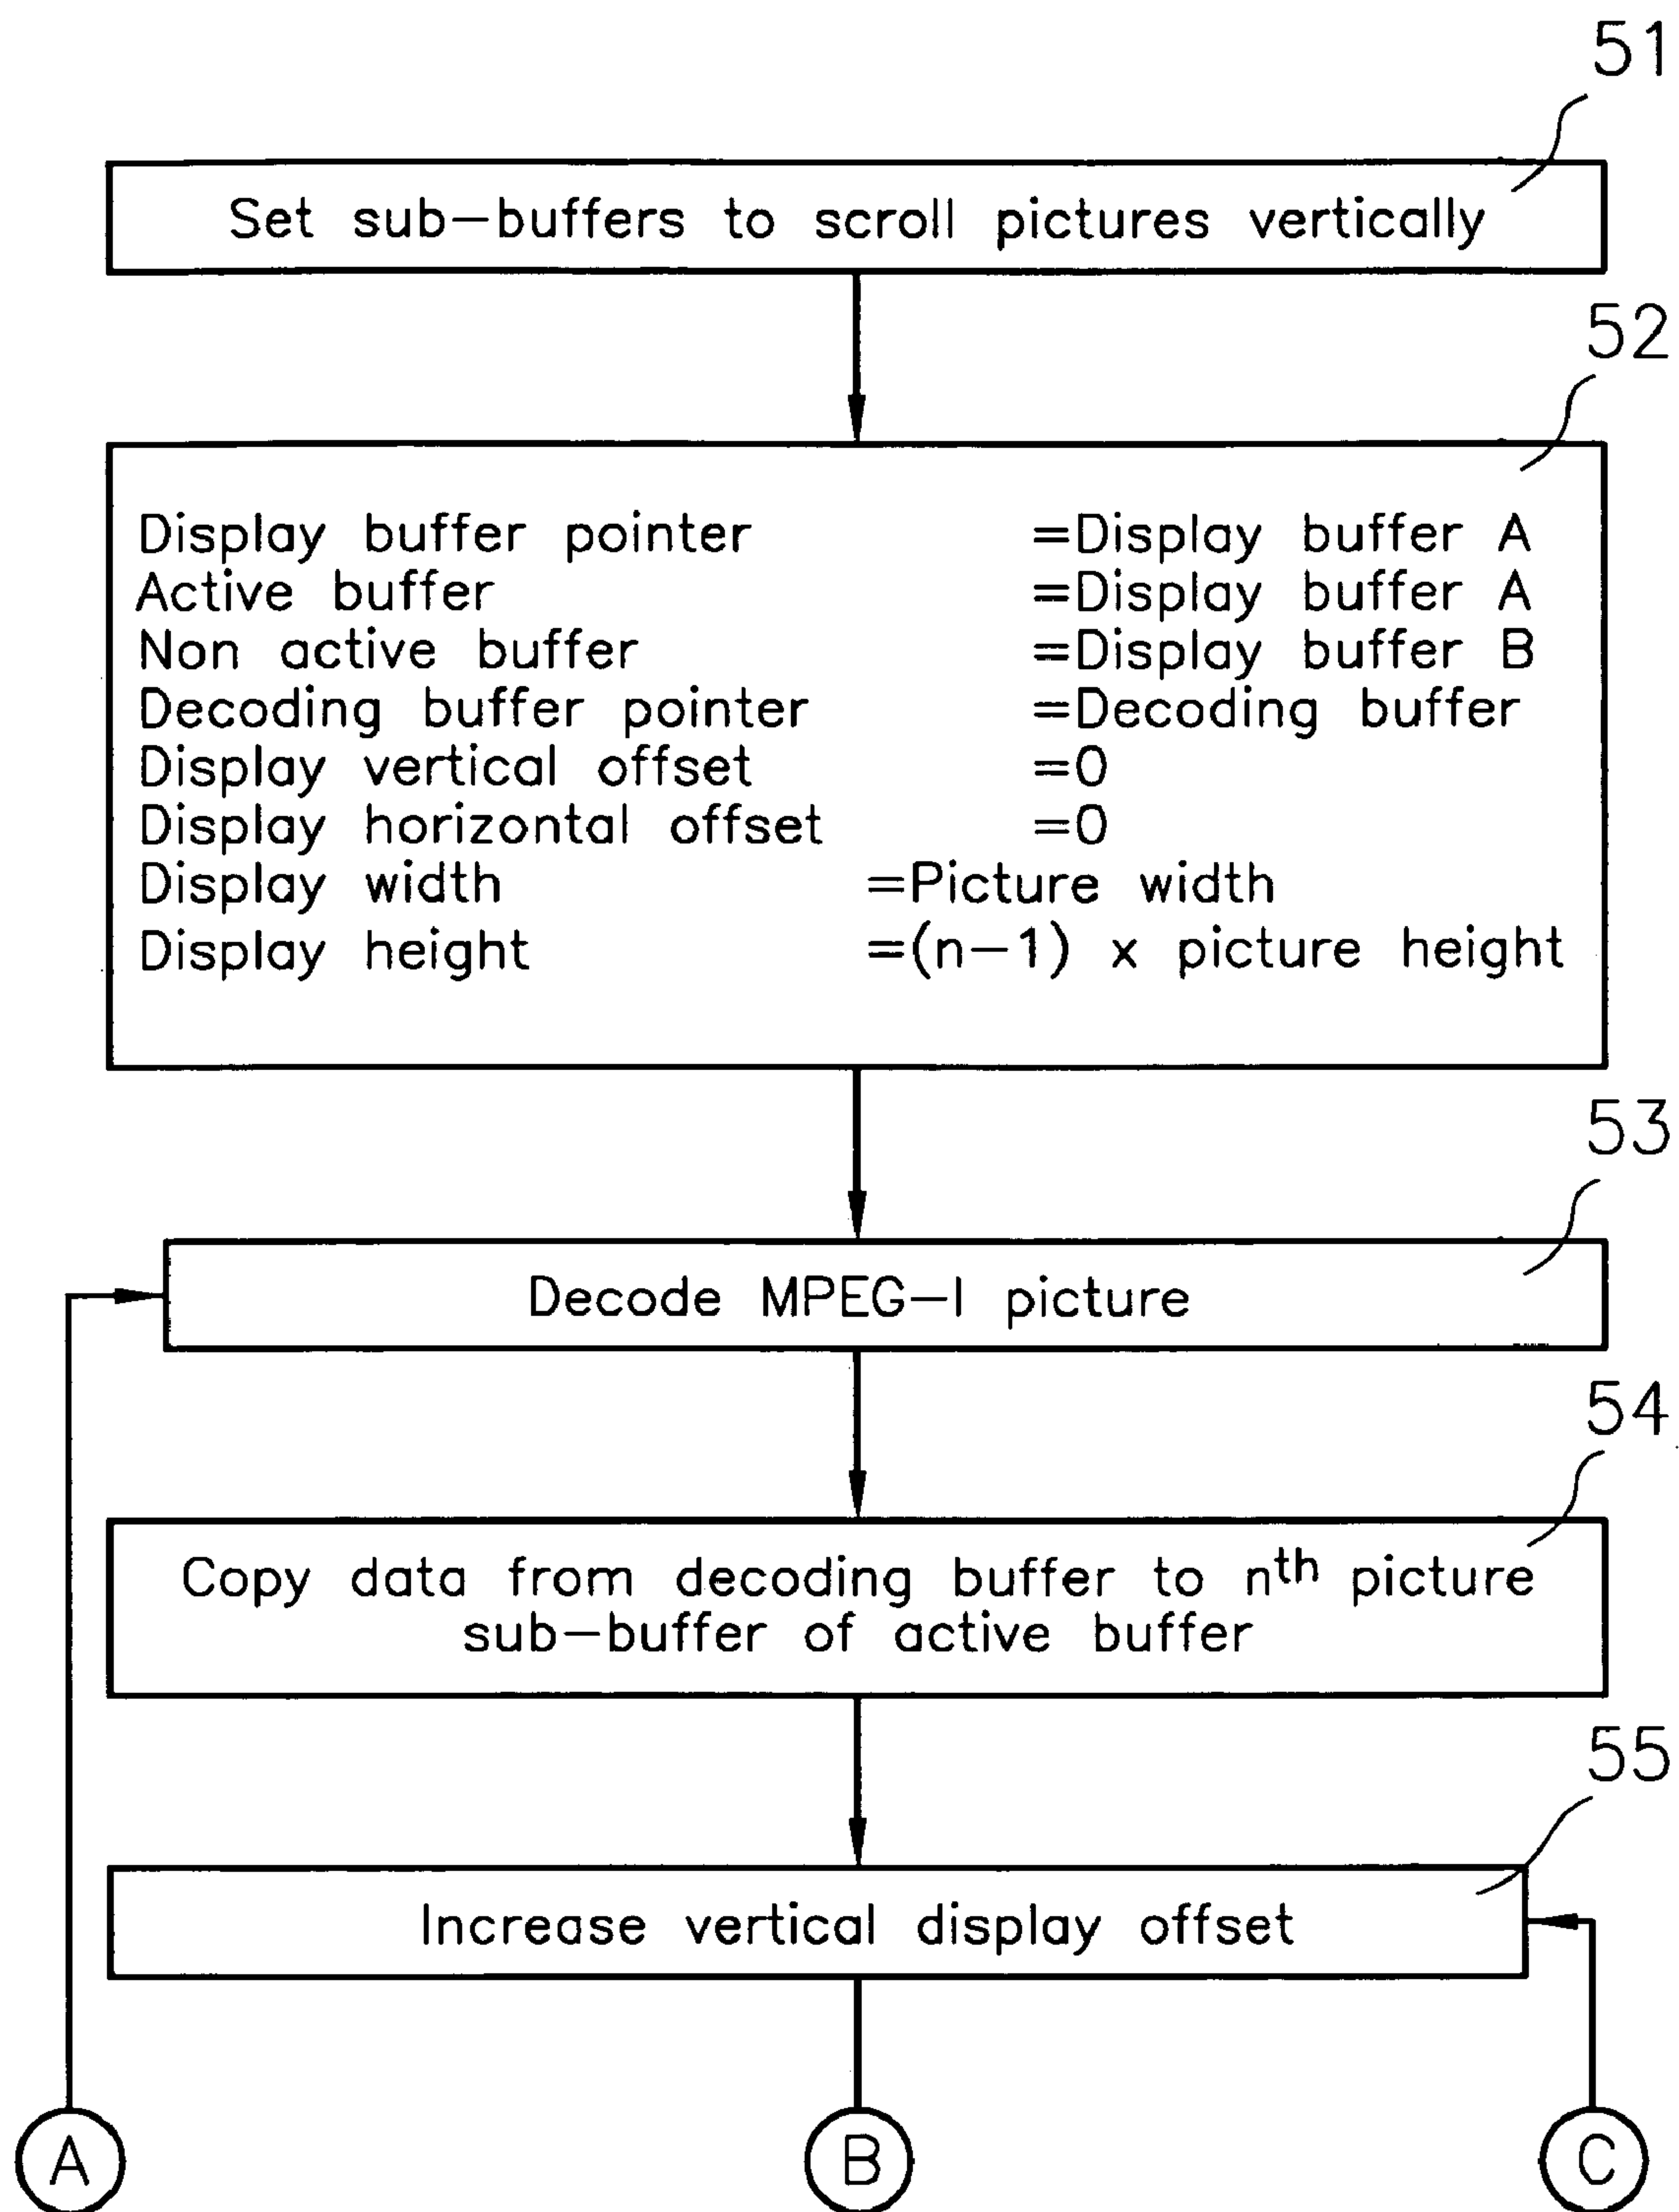 51
Set sub-buffers to scroll pictures vertically
52
Display buffer pointer =Display buffer A
Active buffer =Display buffer A
Non active buffer =Display buffer B
Decoding buffer pointer =Decoding buffer
Display vertical offset =0
Display horizontal offset =0
Display width =Picture width
Display height =(n-1) x picture height
53
Decode MPEG-I picture
54
Copy data from decoding buffer to nth picture
sub-buffer of active buffer
55
Increase vertical display offset
A B C